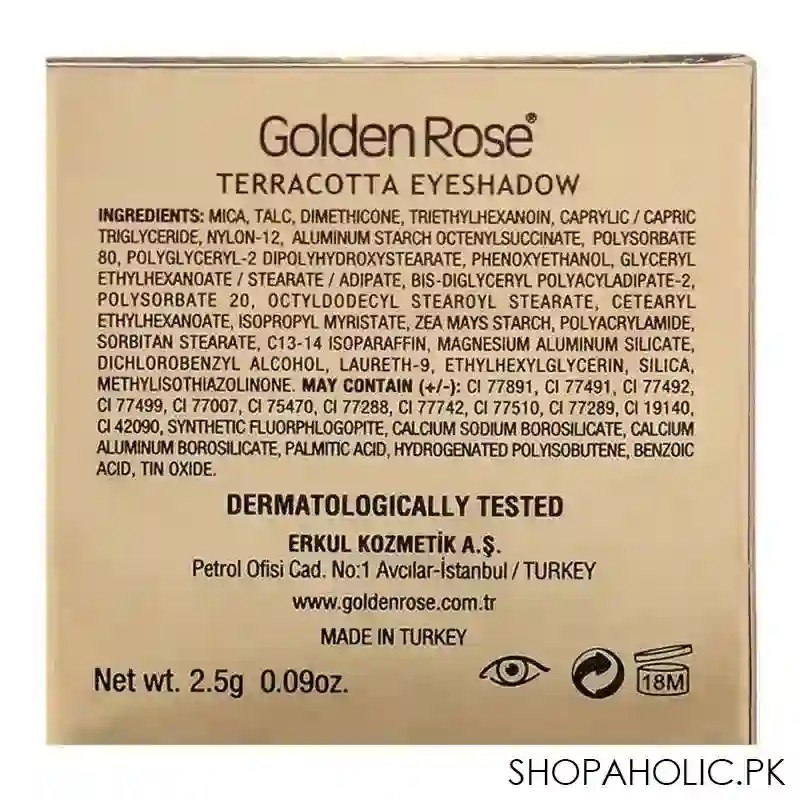 Golden Rose®
TERRACOTTA EYESHADOW
INGREDIENTS: MICA, TALC, DIMETHICONE, TRIETHYLHEXANOIN, CAPRYLIC / CAPRIC
TRIGLYCERIDE, NYLON-12, ALUMINUM STARCH OCTENYLSUCCINATE, POLYSORBATE
80, POLYGLYCERYL-2 DIPOLYHYDROXYSTEARATE, PHENOXYETHANOL, GLYCERYL
ETHYLHEXANOATE / STEARATE / ADIPATE, BIS-DIGLYCERYL POLYACYLADIPATE-2,
POLYSORBATE 20, OCTYLDODECYL STEAROYL STEARATE, CETEARYL
ETHYLHEXANOATE, ISOPROPYL MYRISTATE, ZEA MAYS STARCH, POLYACRYLAMIDE,
SORBITAN STEARATE, C13-14 ISOPARAFFIN, MAGNESIUM ALUMINUM SILICATE,
DICHLOROBENZYL ALCOHOL, LAURETH-9, ETHYLHEXYLGLYCERIN, SILICA,
METHYLISOTHIAZOLINONE. MAY CONTAIN (+/-): CI 77891, CI 77491, CI 77492,
CI 77499, CI 77007, CI 75470, CI 77288, CI 77742, CI 77510, CI 77289, CI 19140,
CI 42090, SYNTHETIC FLUORPHLOGOPITE, CALCIUM SODIUM BOROSILICATE, CALCIUM
ALUMINUM BOROSILICATE, PALMITIC ACID, HYDROGENATED POLYISOBUTENE, BENZOIC
ACID, TIN OXIDE.
DERMATOLOGICALLY TESTED
ERKUL KOZMETİK A.Ş.
Petrol Ofisi Cad. No:1 Avcılar-İstanbul / TURKEY
www.goldenrose.com.tr
MADE IN TURKEY
Net wt. 2.5g 0.09oz.
18M
SHOPAHOLIC.PK